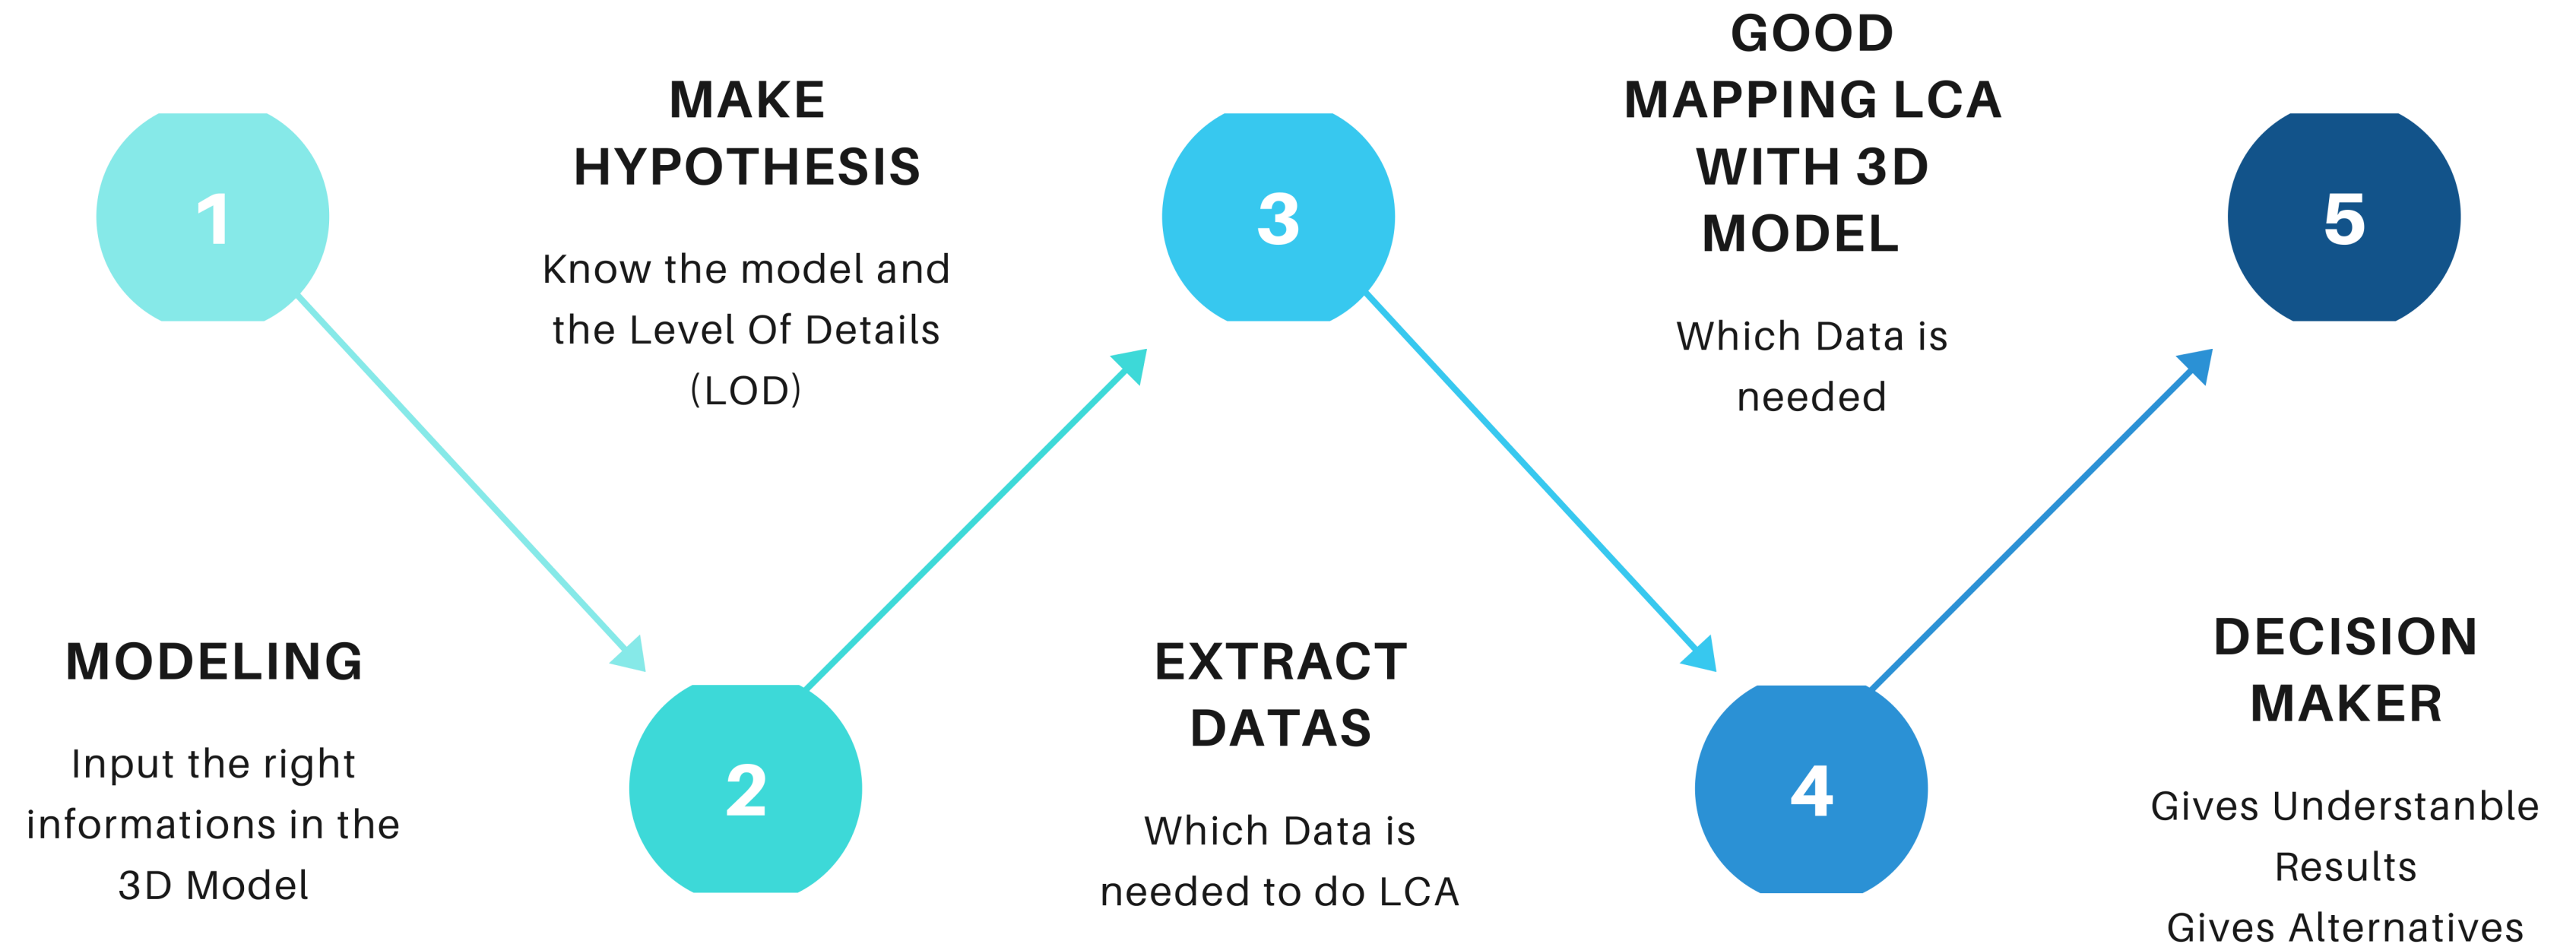 1
MODELING
Input the right
informations in the
3D Model
MAKE
HYPOTHESIS
Know the model and
the Level Of Details
(LOD)
2
3
EXTRACT
DATAS
Which Data is
needed to do LCA
GOOD
MAPPING LCA
WITH 3D
MODEL
Which Data is
needed
4
5
DECISION
MAKER
Gives Understanble
Results
Gives Alternatives